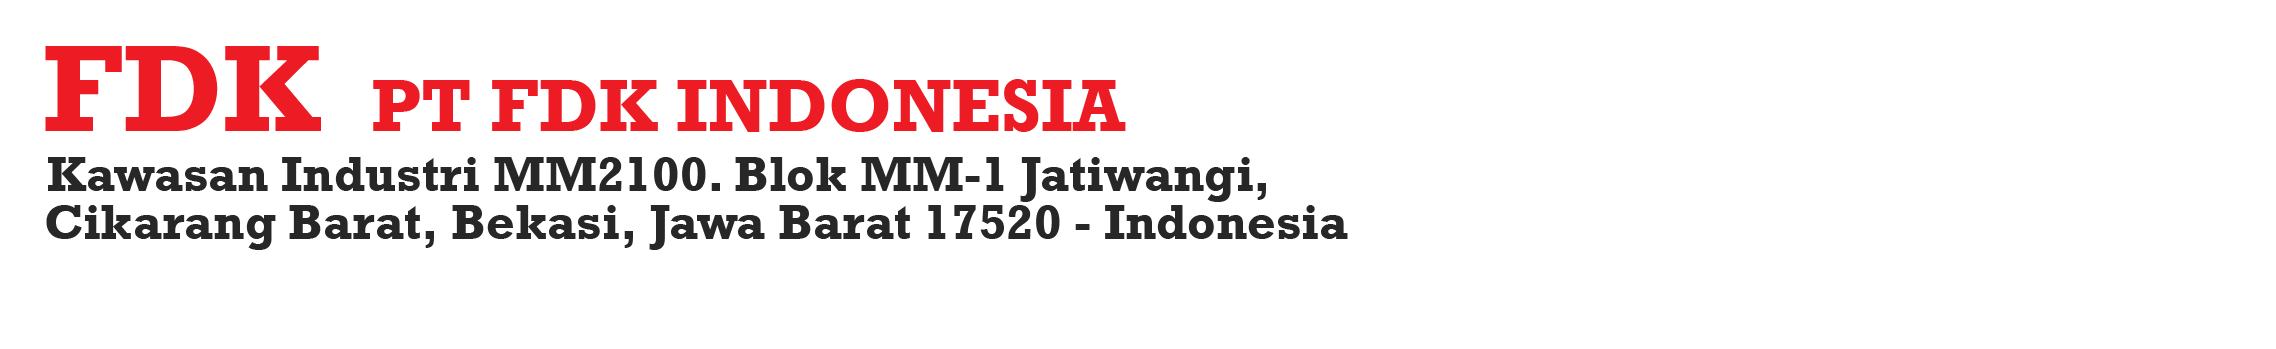 FDK PT FDK INDONESIA
Kawasan Industri MM2100. Blok MM-1 Jatiwangi,
Cikarang Barat, Bekasi, Jawa Barat 17520 - Indonesia